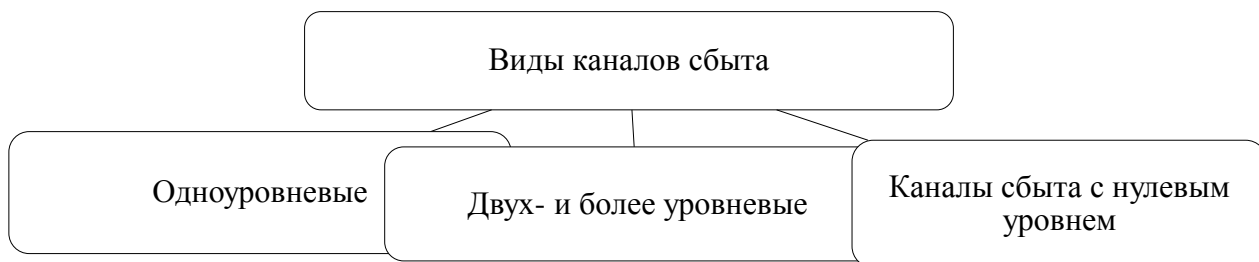 Виды каналов сбыта
Одноуровневые
Двух- и более уровневые
Каналы сбыта с нулевым
уровнем